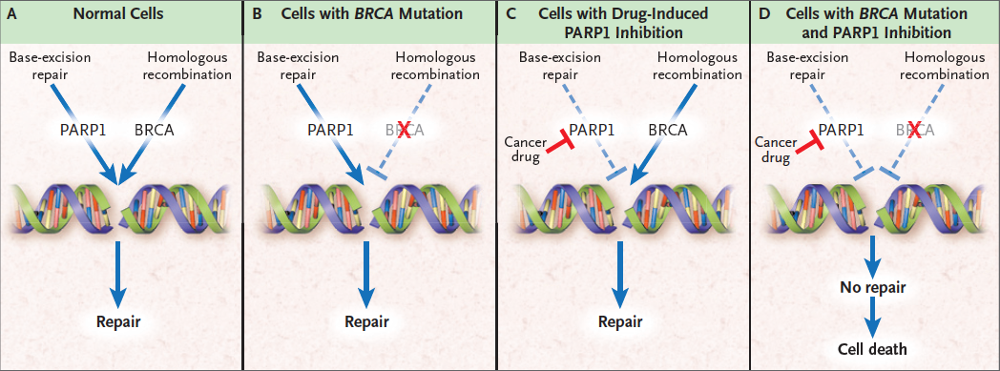 A Normal Cells
Base-excision
repair
Homologous
recombination
PARP1 BRCA
Repair
B Cells with BRCA Mutation
Base-excision
repair
Homologous
recombination
PARP1 BRCA
Repair
C Cells with Drug-Induced
PARP1 Inhibition
Base-excision
repair
Homologous
recombination
PARP1 BRCA
Cancer
drug
Repair
D Cells with BRCA Mutation
and PARP1 Inhibition
Base-excision
repair
Homologous
recombination
PARP1 BRCA
Cancer
drug
No repair
Cell death